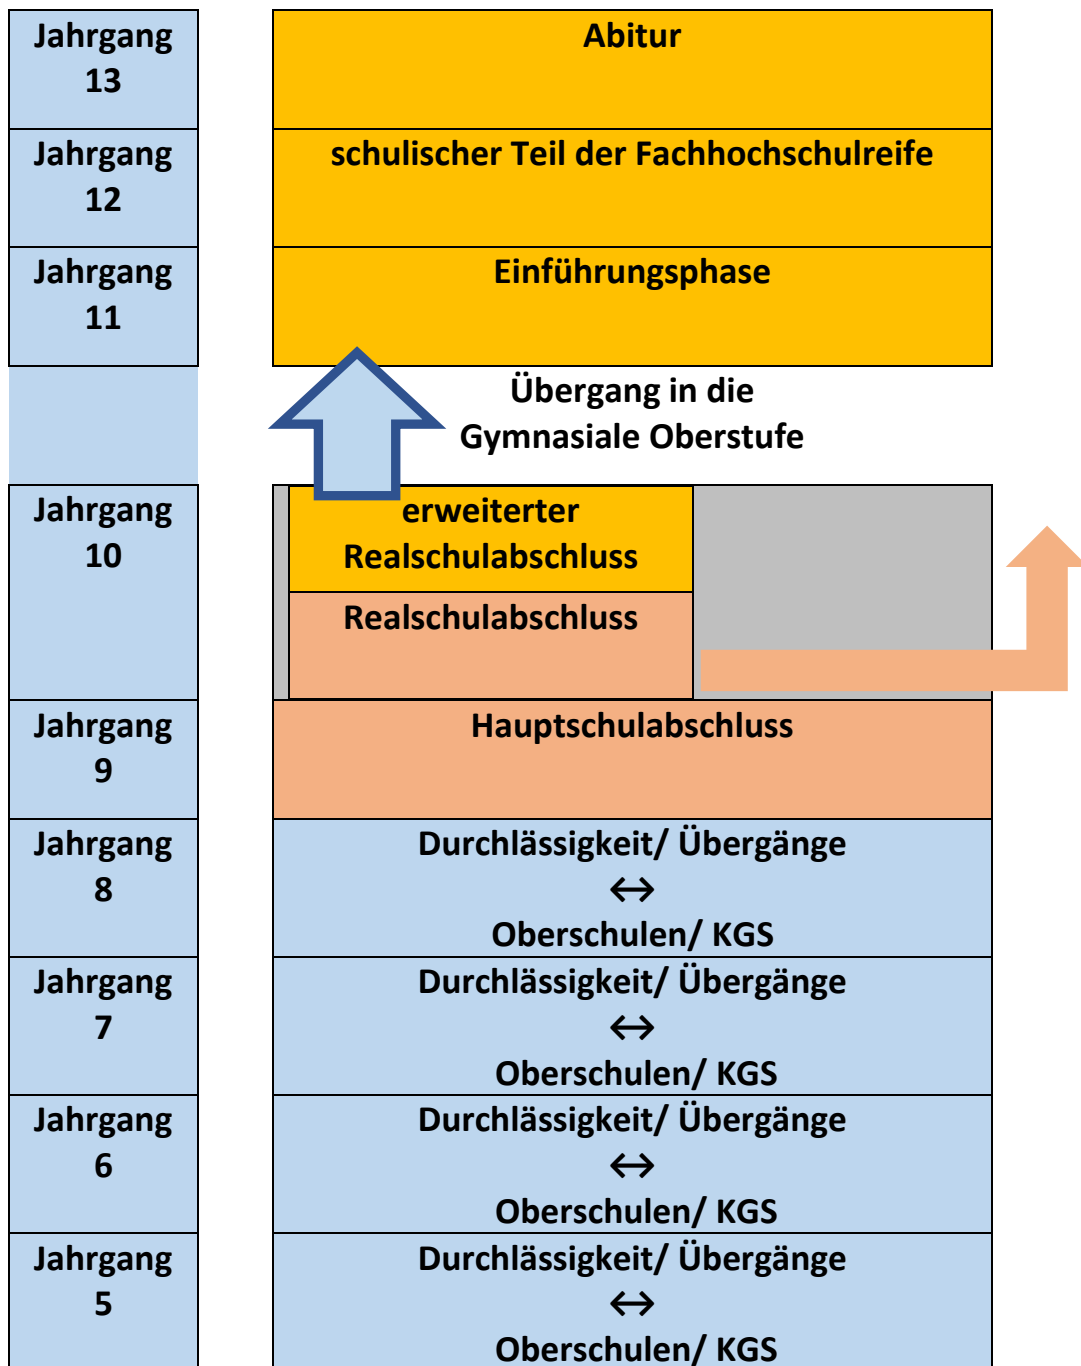 Jahrgang
13
Abitur
Jahrgang
12
schulischer Teil der Fachhochschulreife
Jahrgang
11
Einführungsphase
Übergang in die
Gymnasiale Oberstufe
Jahrgang
10
erweiterter
Realschulabschluss
Realschulabschluss
Jahrgang
9
Hauptschulabschluss
Jahrgang
8
Durchlässigkeit/ Übergänge
↔
Oberschulen/ KGS
Jahrgang
7
Durchlässigkeit/ Übergänge
↔
Oberschulen/ KGS
Jahrgang
6
Durchlässigkeit/ Übergänge
↔
Oberschulen/ KGS
Jahrgang
5
Durchlässigkeit/ Übergänge
↔
Oberschulen/ KGS